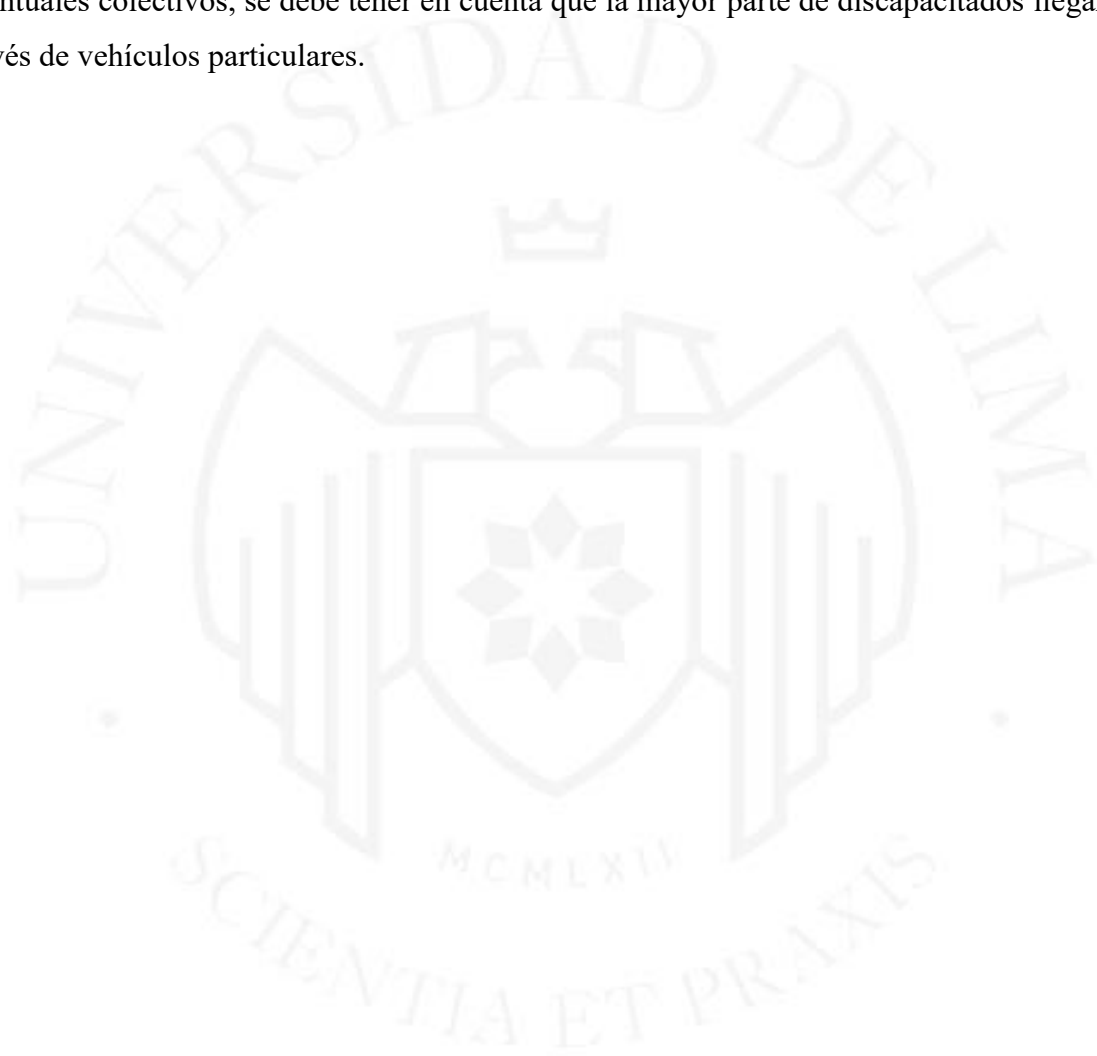 ntuales colectivos, se debe tener en cuenta que la mayor parte de discapacitados llega
vés de vehículos particulares.
UNIVERSIDAD DE LIMA
MCMLXII
SCIENTIA ET PRAXIS